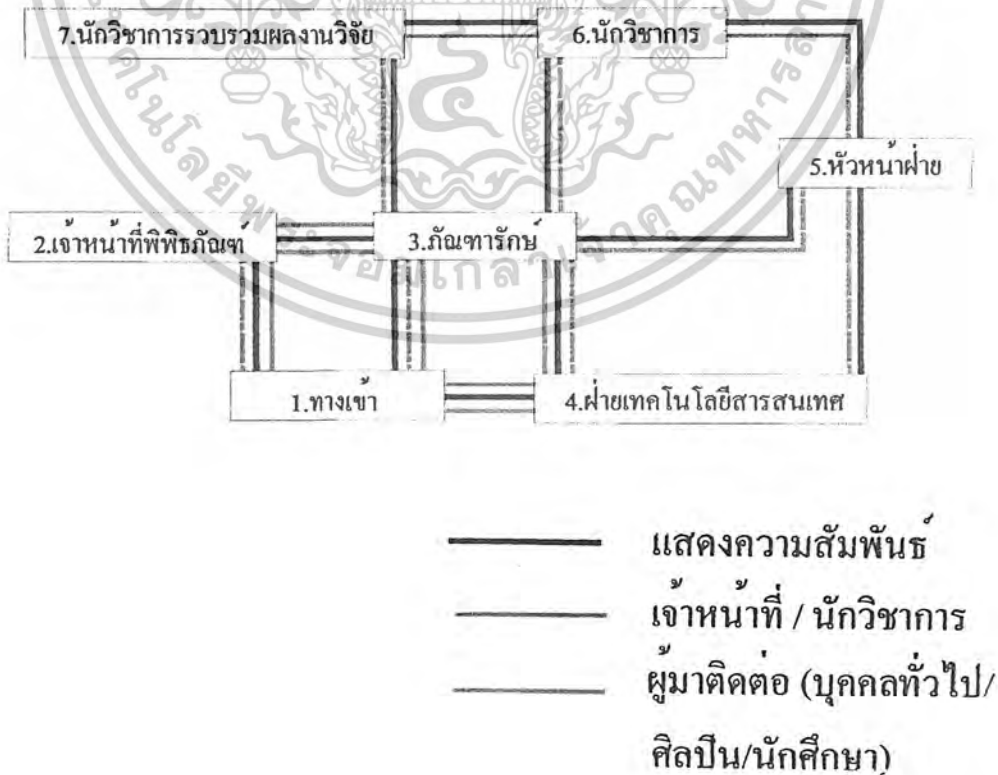 7.นักวิชาการรวบรวมผลงานวิจัย
6.นักวิชาการ
5.หัวหน้าฝ่าย
2.เจ้าหน้าที่พิพิธภัณฑ์
3.ภัณฑารักษ์
1.ทางเข้า
4.ฝ่ายเทคโนโลยีสารสนเทศ
แสดงความสัมพันธ์
เจ้าหน้าที่ / นักวิชาการ
ผู้มาติดต่อ (บุคคลทั่วไป/
ศิลปิน/นักศึกษา)